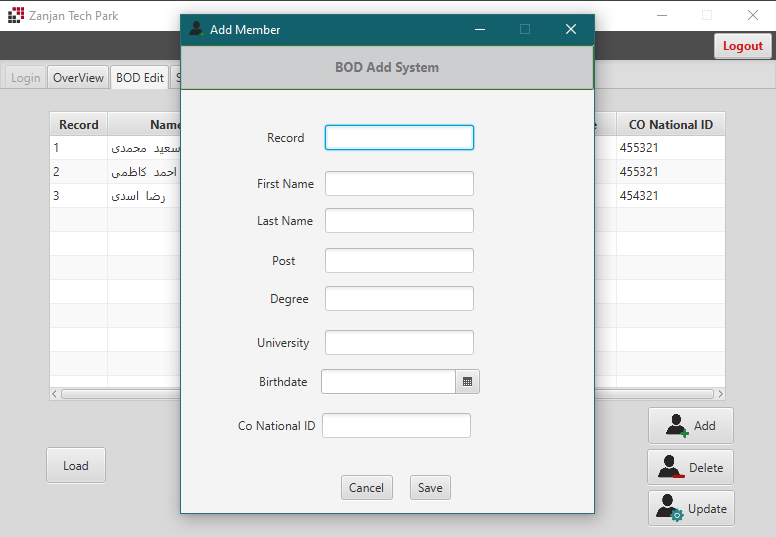 Zanjan Tech Park
Add Member
Logout
BOD Add System
Login
OverView
BOD Edit
S
Record
Name
CO National ID
1
سعید محمدی
455321
2
احمد کاظمی
455321
3
رضا اسدی
454321
Record
First Name
Last Name
Post
Degree
University
Birthdate
Co National ID
Cancel
Save
Load
Add
Delete
Update